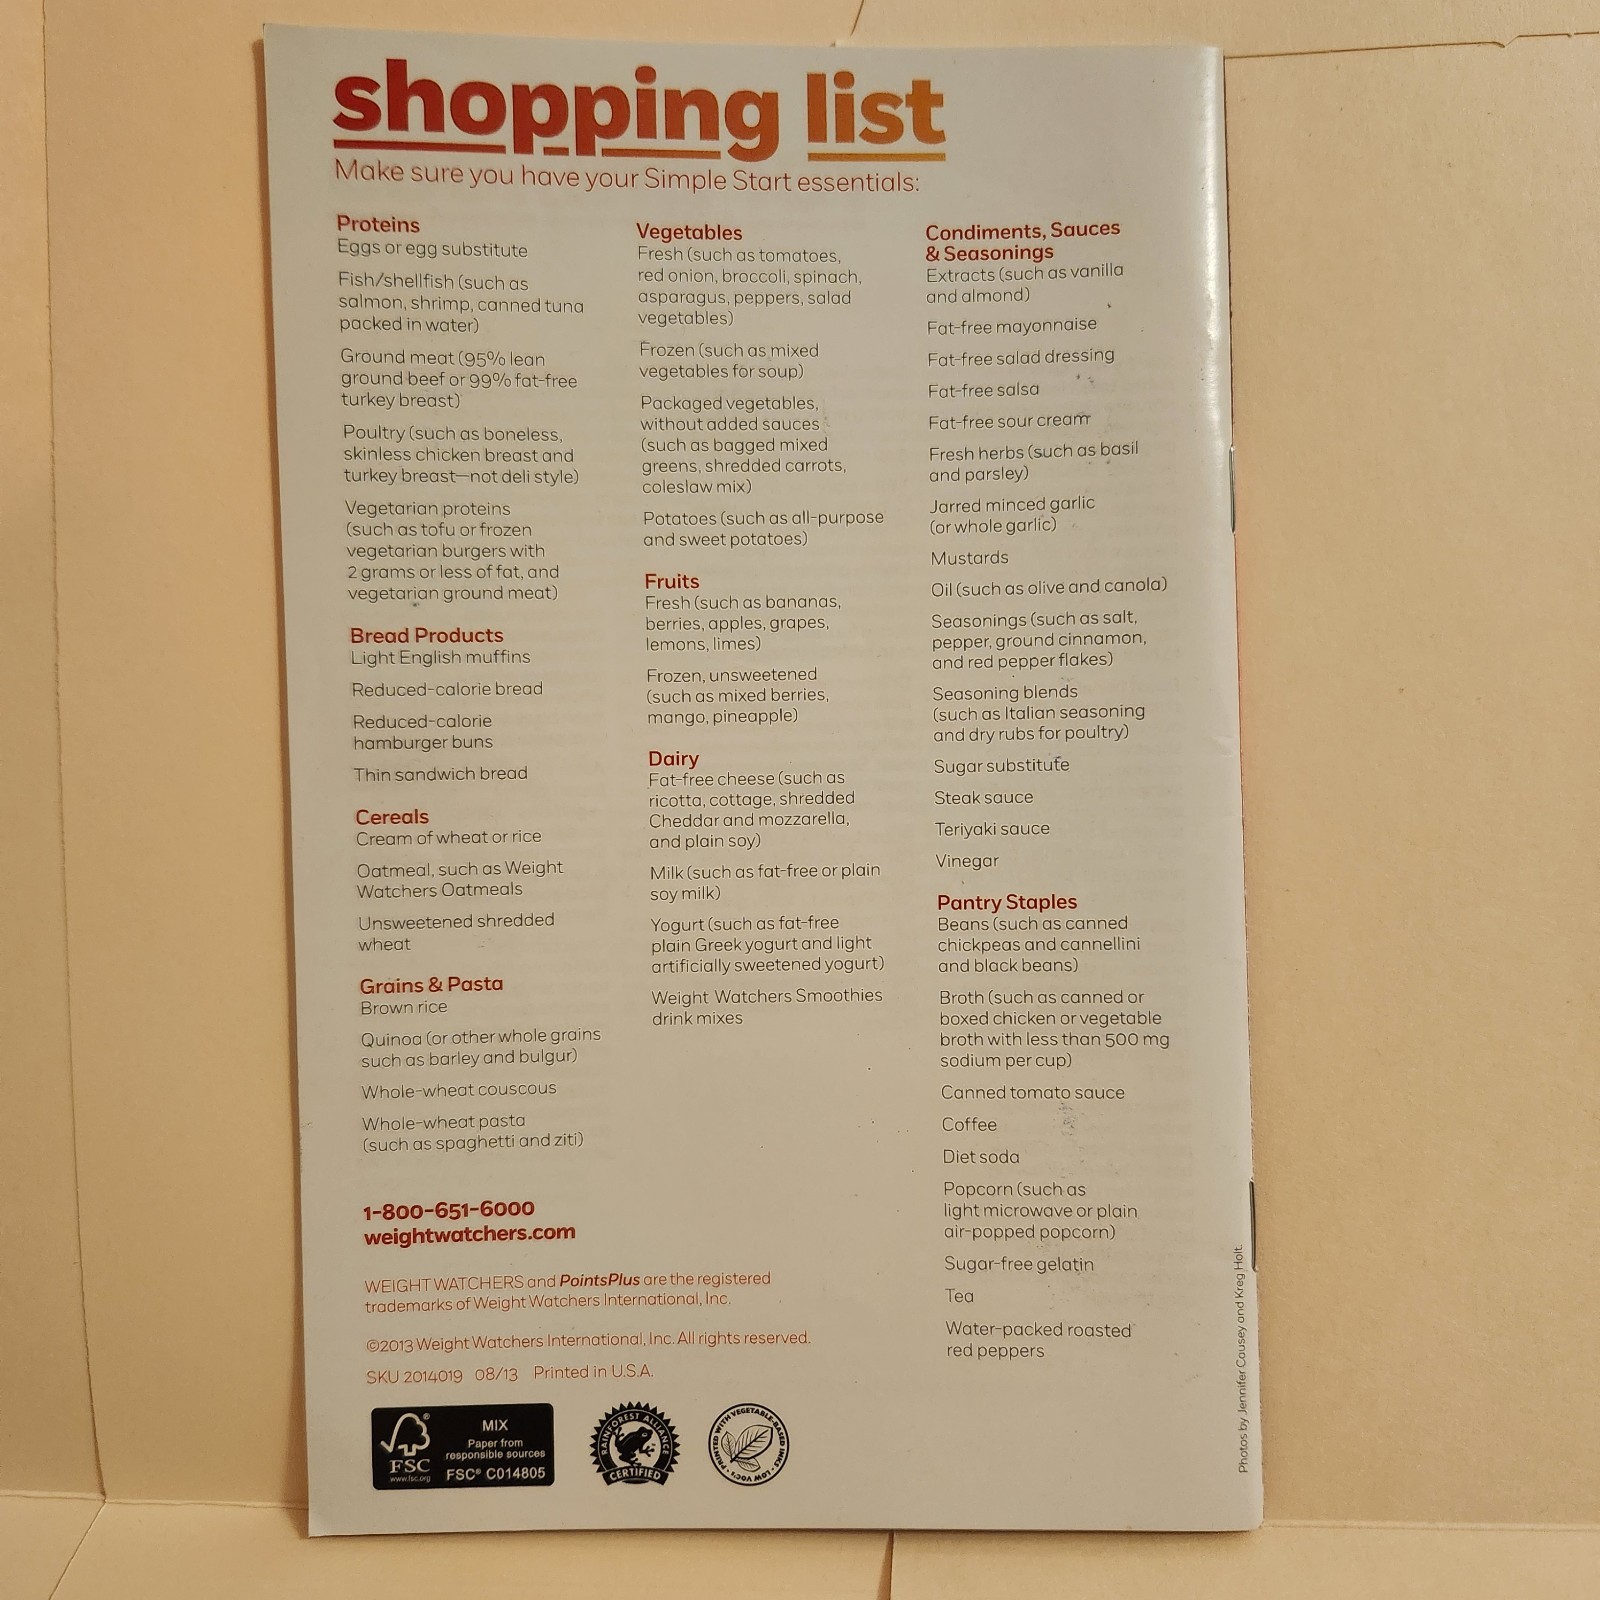 shopping list
Make sure you have your Simple Start essentials:
Proteins
Eggs or egg substitute
Fish/shellfish (such as
salmon, shrimp, canned tuna
packed in water)
Ground meat (95% lean
ground beef or 99% fat-free
turkey breast)
Poultry (such as boneless,
skinless chicken breast and
turkey breast—not deli style)
Vegetarian proteins
(such as tofu or frozen
vegetarian burgers with
2 grams or less of fat, and
vegetarian ground meat)
Bread Products
Light English muffins
Reduced-calorie bread
Reduced-calorie
hamburger buns
Thin sandwich bread
Cereals
Cream of wheat or rice
Oatmeal, such as Weight
Watchers Oatmeals
Unsweetened shredded
wheat
Grains & Pasta
Brown rice
Quinoa (or other whole grains
such as barley and bulgur)
Whole-wheat couscous
Whole-wheat pasta
(such as spaghetti and ziti)
Vegetables
Fresh (such as tomatoes,
red onion, broccoli, spinach,
asparagus, peppers, salad
vegetables)
Frozen (such as mixed
vegetables for soup)
Packaged vegetables,
without added sauces
(such as bagged mixed
greens, shredded carrots,
coleslaw mix)
Potatoes (such as all-purpose
and sweet potatoes)
Fruits
Fresh (such as bananas,
berries, apples, grapes,
lemons, limes)
Frozen, unsweetened
(such as mixed berries,
mango, pineapple)
Dairy
Fat-free cheese (such as
ricotta, cottage, shredded
Cheddar and mozzarella,
and plain soy)
Milk (such as fat-free or plain
soy milk)
Yogurt (such as fat-free
plain Greek yogurt and light
artificially sweetened yogurt)
Weight Watchers Smoothies
drink mixes
Condiments, Sauces
& Seasonings
Extracts (such as vanilla
and almond)
Fat-free mayonnaise
Fat-free salad dressing
Fat-free salsa
Fat-free sour cream
Fresh herbs (such as basil
and parsley)
Jarred minced garlic
(or whole garlic)
Mustards
Oil (such as olive and canola)
Seasonings (such as salt,
pepper, ground cinnamon,
and red pepper flakes)
Seasoning blends
(such as Italian seasoning
and dry rubs for poultry)
Sugar substitute
Steak sauce
Teriyaki sauce
Vinegar
Pantry Staples
Beans (such as canned
chickpeas and cannellini
and black beans)
Broth (such as canned or
boxed chicken or vegetable
broth with less than 500 mg
sodium per cup)
Canned tomato sauce
Coffee
Diet soda
Popcorn (such as
light microwave or plain
air-popped popcorn)
Sugar-free gelatin
Tea
Water-packed roasted
red peppers
1-800-651-6000
weightwatchers.com
WEIGHT WATCHERS and PointsPlus are the registered
trademarks of Weight Watchers International, Inc.
©2013 Weight Watchers International, Inc. All rights reserved.
SKU 2014019 08/13 Printed in U.S.A.
® FSC
www.fsc.org
MIX
Paper from
responsible sources
FSC® C014805
RAINFOREST ALLIANCE
CERTIFIED
PRINTED WITH VEGETABLE-BASED INKS • LOW VOC's •
Photos by Jennifer Causey and Kreg Holt.